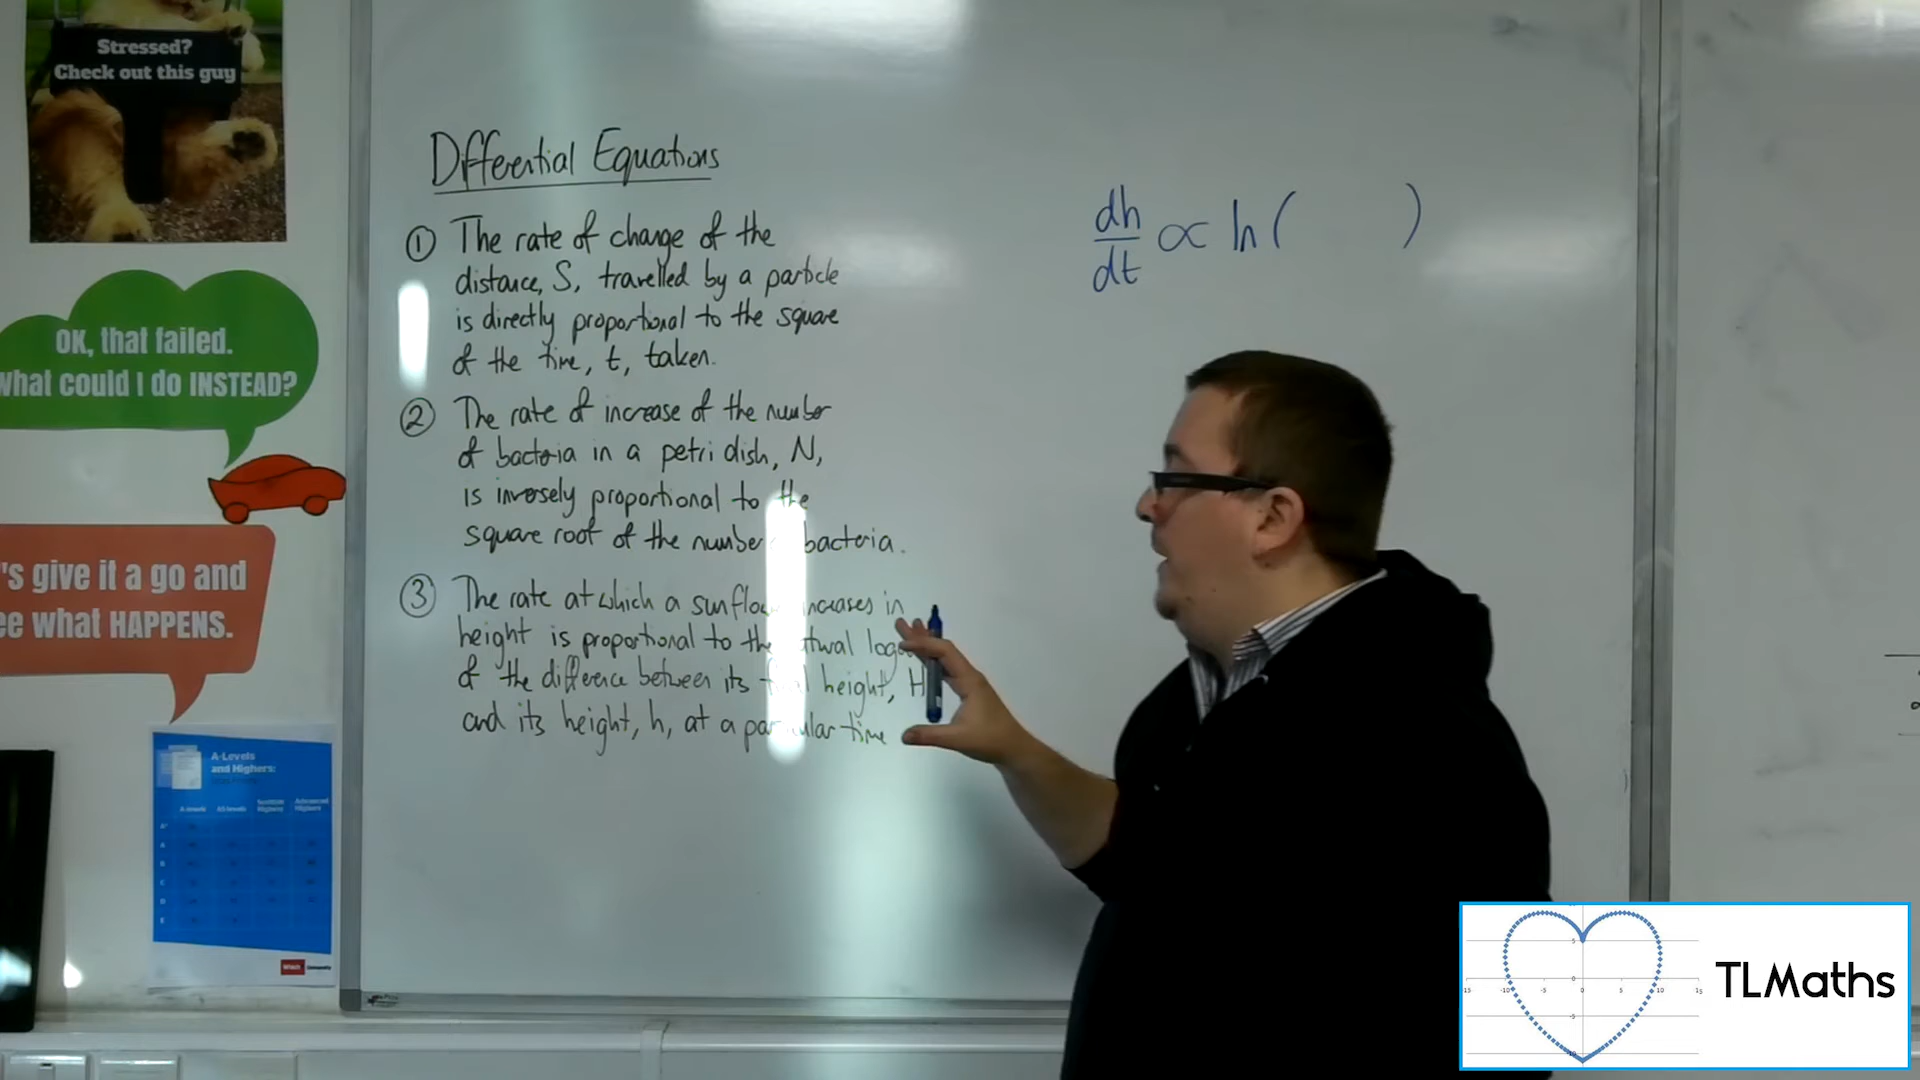 Stressed?
Check out this guy
OK, that failed.
What could I do INSTEAD?
's give it a go and
ee what HAPPENS.
A-Levels
and Highers:
Differential Equations
① The rate of change of the
distance, S, travelled by a particle
is directly proportional to the square
of the time, t, taken.
② The rate of increase of the number
of bacteria in a petri dish, N,
is inversely proportional to the
square root of the number bacteria.
③ The rate at which a sunflo increases in
height is proportional to the
of the difference between its height, H
and its height, h, at a particular time
dh/dt ∝ ln( )
TLMaths